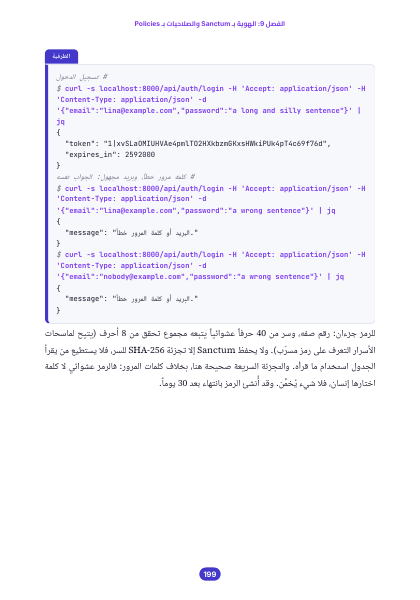 الفصل 9: الهوية بـ Sanctum والصلاحيات بـ Policies
الطرفية
# تسجيل الدخول
$ curl -s localhost:8000/api/auth/login -H 'Accept: application/json' -H
'Content-Type: application/json' -d
'{"email":"lina@example.com","password":"a long and silly sentence"}' |
jq
{
"token": "1|xvSLaOMIUHVAe4pmlTO2HXkbzmGKxsHWkiPUk4pT4c69f76d",
"expires_in": 2592000
}
# كلمة مرور خطأ، وبريد مجهول: الجواب نفسه
$ curl -s localhost:8000/api/auth/login -H 'Accept: application/json' -H
'Content-Type: application/json' -d
'{"email":"lina@example.com","password":"a wrong sentence"}' | jq
{
"message": "البريد أو كلمة المرور خطأ."
}
$ curl -s localhost:8000/api/auth/login -H 'Accept: application/json' -H
'Content-Type: application/json' -d
'{"email":"nobody@example.com","password":"a wrong sentence"}' | jq
{
"message": "البريد أو كلمة المرور خطأ."
}
للرمز جزءان: رقم صفه، وسر من 40 حرفاً عشوائياً يتبعه مجموع تحقق من 8 أحرف (يتيح لماسحات
الأسرار التعرف على رمز مسرّب). ولا يحفظ Sanctum إلا تجزئة SHA-256 للسر، فلا يستطيع من يقرأ
الجدول استخدام ما قرأه. والتجزئة السريعة صحيحة هنا، بخلاف كلمات المرور: فالرمز عشوائي لا كلمة
اختارها إنسان، فلا شيء يُخمَّن. وقد أُنشئ الرمز بانتهاء بعد 30 يوماً.
199